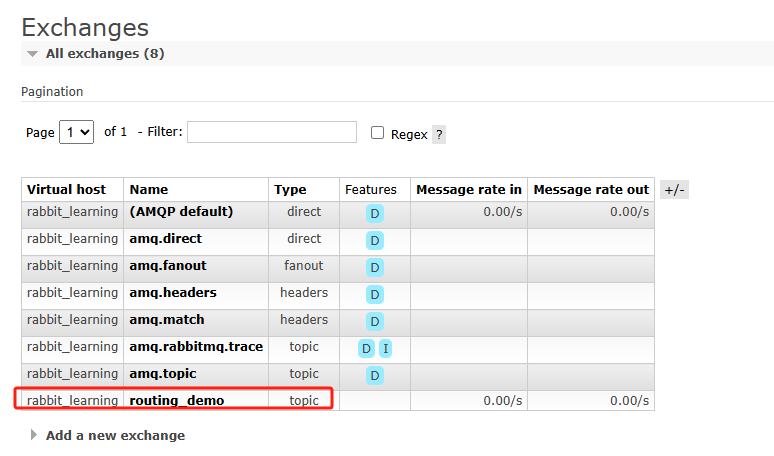 Exchanges
All exchanges (8)
Pagination
Page 1 of 1 - Filter: Regex ?
Virtual host Name Type Features Message rate in Message rate out +/-
rabbit_learning (AMQP default) direct D 0.00/s 0.00/s
rabbit_learning amq.direct direct D
rabbit_learning amq.fanout fanout D
rabbit_learning amq.headers headers D
rabbit_learning amq.match headers D
rabbit_learning amq.rabbitmq.trace topic D I
rabbit_learning amq.topic topic D
rabbit_learning routing_demo topic 0.00/s 0.00/s
Add a new exchange